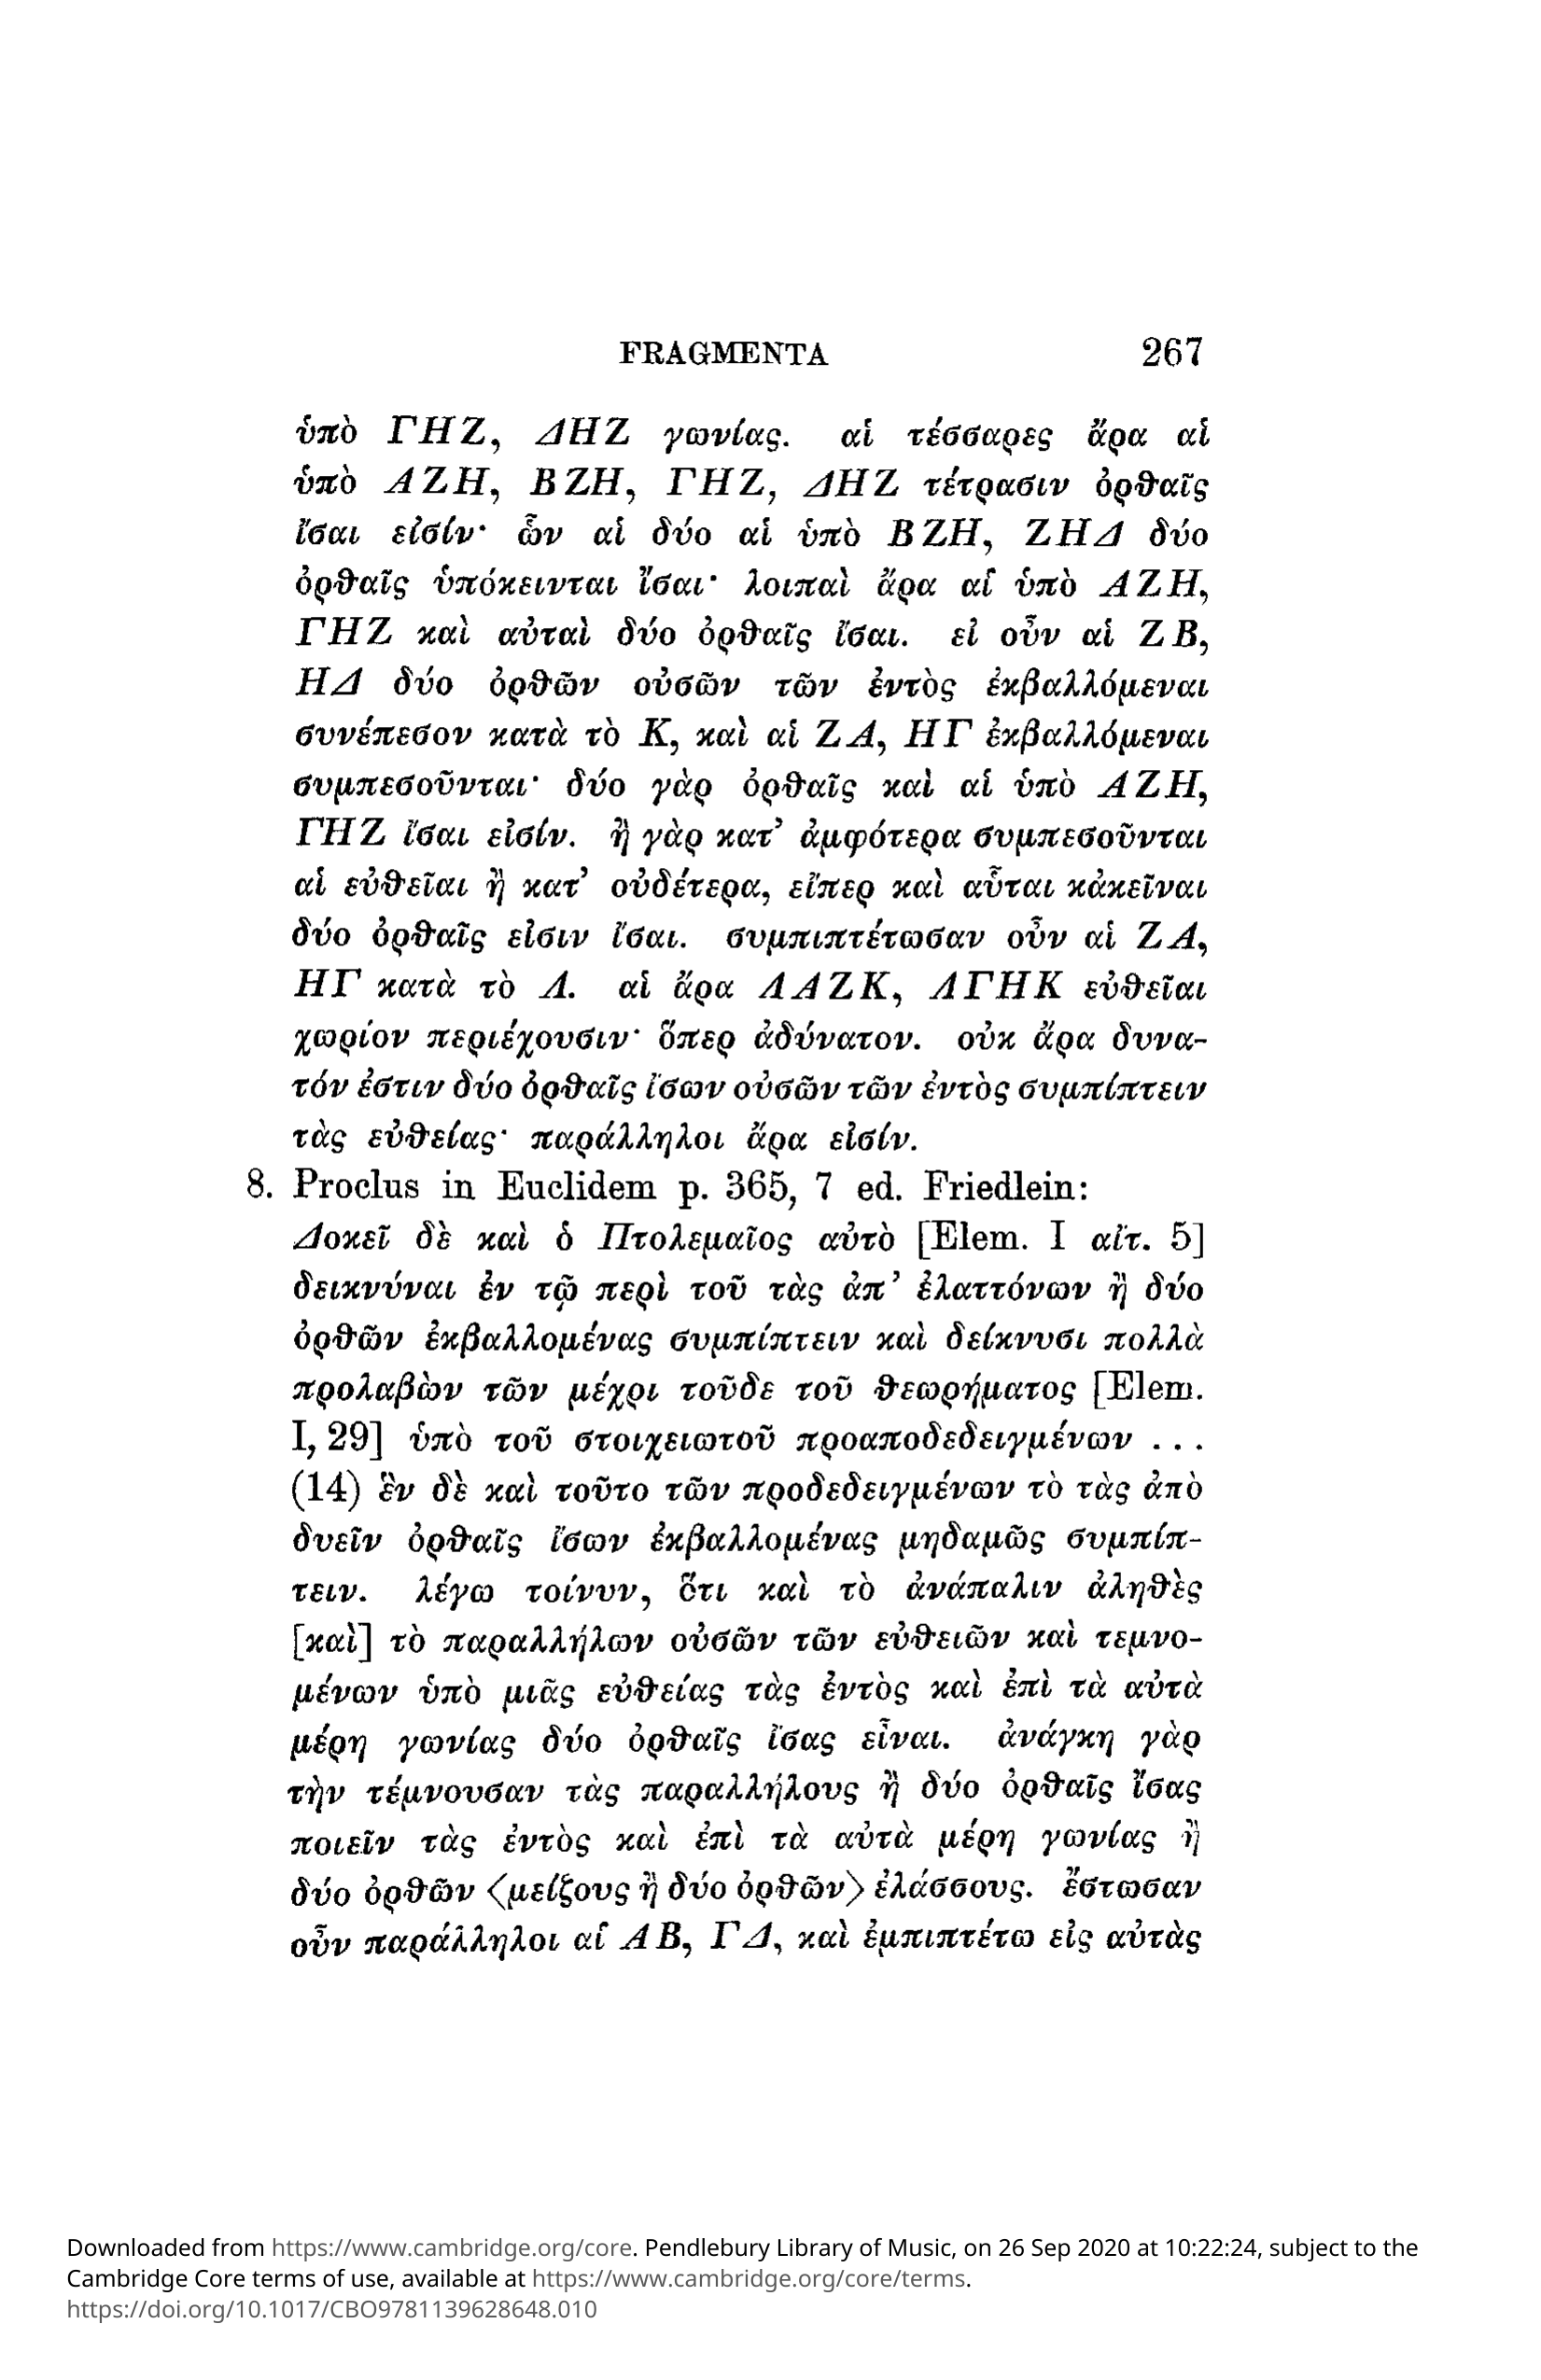 FRAGMENTA 267
ὑπὸ ΓΗΖ, ΔΗΖ γωνίας. αἱ τέσσαρες ἄρα αἱ
ὑπὸ ΑΖΗ, ΒΖΗ, ΓΗΖ, ΔΗΖ τέτρασιν ὀρθαῖς
ἴσαι εἰσίν· ὧν αἱ δύο αἱ ὑπὸ ΒΖΗ, ΖΗΔ δύο
ὀρθαῖς ὑπόκεινται ἴσαι· λοιπαὶ ἄρα αἱ ὑπὸ ΑΖΗ,
ΓΗΖ καὶ αὐταὶ δύο ὀρθαῖς ἴσαι. εἰ οὖν αἱ ΖΒ,
ΗΔ δύο ὀρθῶν οὐσῶν τῶν ἐντὸς ἐκβαλλόμεναι
συνέπεσον κατὰ τὸ Κ, καὶ αἱ ΖΑ, ΗΓ ἐκβαλλόμεναι
συμπεσοῦνται· δύο γὰρ ὀρθαῖς καὶ αἱ ὑπὸ ΑΖΗ,
ΓΗΖ ἴσαι εἰσίν. ἢ γὰρ κατ’ ἀμφότερα συμπεσοῦνται
αἱ εὐθεῖαι ἢ κατ’ οὐδέτερα, εἴπερ καὶ αὗται κἀκεῖναι
δύο ὀρθαῖς εἰσιν ἴσαι. συμπιπτέτωσαν οὖν αἱ ΖΑ,
ΗΓ κατὰ τὸ Λ. αἱ ἄρα ΛΑΖΚ, ΛΓΗΚ εὐθεῖαι
χωρίον περιέχουσιν· ὅπερ ἀδύνατον. οὐκ ἄρα δυνα-
τόν ἐστιν δύο ὀρθαῖς ἴσων οὐσῶν τῶν ἐντὸς συμπίπτειν
τὰς εὐθείας· παράλληλοι ἄρα εἰσίν.
8. Proclus in Euclidem p. 365, 7 ed. Friedlein:
Δοκεῖ δὲ καὶ ὁ Πτολεμαῖος αὐτὸ [Elem. I αἴτ. 5]
δεικνύναι ἐν τῷ περὶ τοῦ τὰς ἀπ’ ἐλαττόνων ἢ δύο
ὀρθῶν ἐκβαλλομένας συμπίπτειν καὶ δείκνυσι πολλὰ
προλαβὼν τῶν μέχρι τοῦδε τοῦ θεωρήματος [Elem.
I, 29] ὑπὸ τοῦ στοιχειωτοῦ προαποδεδειγμένων ...
(14) ἓν δὲ καὶ τοῦτο τῶν προδεδειγμένων τὸ τὰς ἀπὸ
δυεῖν ὀρθαῖς ἴσων ἐκβαλλομένας μηδαμῶς συμπίπ-
τειν. λέγω τοίνυν, ὅτι καὶ τὸ ἀνάπαλιν ἀληθὲς
[καὶ] τὸ παραλλήλων οὐσῶν τῶν εὐθειῶν καὶ τεμνο-
μένων ὑπὸ μιᾶς εὐθείας τὰς ἐντὸς καὶ ἐπὶ τὰ αὐτὰ
μέρη γωνίας δύο ὀρθαῖς ἴσας εἶναι. ἀνάγκη γὰρ
τὴν τέμνουσαν τὰς παραλλήλους ἢ δύο ὀρθαῖς ἴσας
ποιεῖν τὰς ἐντὸς καὶ ἐπὶ τὰ αὐτὰ μέρη γωνίας ἢ
δύο ὀρθῶν ⟨μείζους ἢ δύο ὀρθῶν⟩ ἐλάσσους. ἔστωσαν
οὖν παράλληλοι αἱ ΑΒ, ΓΔ, καὶ ἐμπιπτέτω εἰς αὐτὰς
Downloaded from https://www.cambridge.org/core. Pendlebury Library of Music, on 26 Sep 2020 at 10:22:24, subject to the
Cambridge Core terms of use, available at https://www.cambridge.org/core/terms.
https://doi.org/10.1017/CBO9781139628648.010